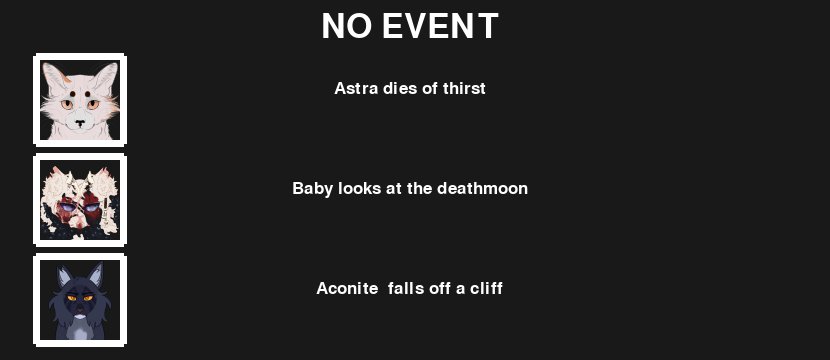 NO EVENT
Astra dies of thirst
Baby looks at the deathmoon
Aconite  falls off a cliff